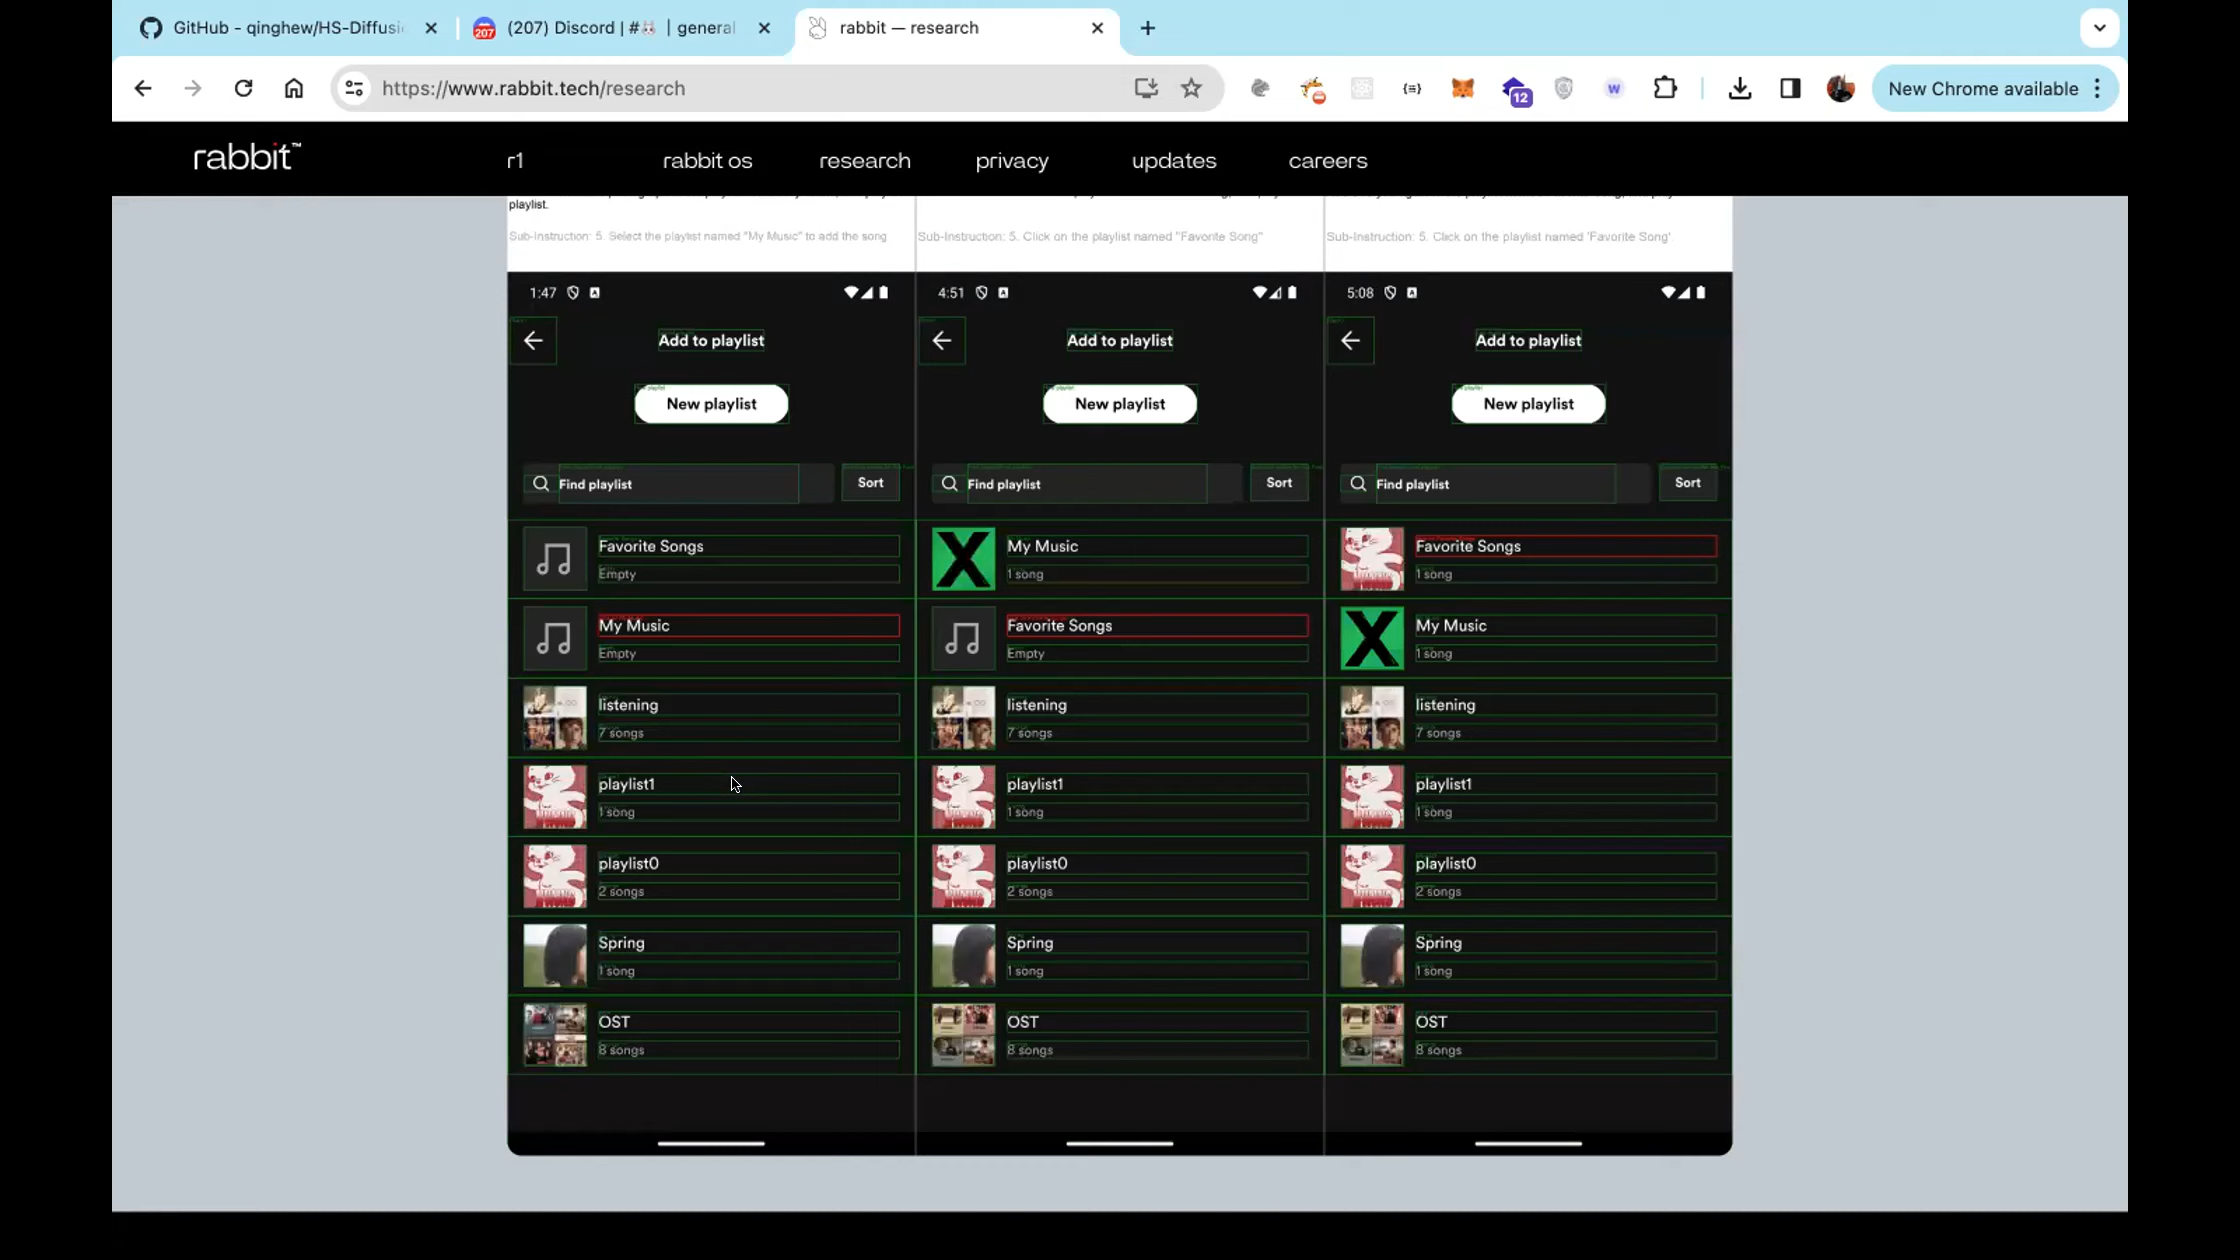 GitHub - qinghew/HS-Diffusi
(207) Discord | #🐰 | general
rabbit — research
https://www.rabbit.tech/research
12
New Chrome available
rabbit™
r1
rabbit os
research
privacy
updates
careers
playlist.
Sub-Instruction: 5. Select the playlist named "My Music" to add the song
Sub-Instruction: 5. Click on the playlist named "Favorite Song"
Sub-Instruction: 5. Click on the playlist named 'Favorite Song'
1:47
Add to playlist
New playlist
Find playlist
Sort
Favorite Songs
Empty
My Music
Empty
listening
7 songs
playlist1
1 song
playlist0
2 songs
Spring
1 song
OST
8 songs
4:51
Add to playlist
New playlist
Find playlist
Sort
My Music
1 song
Favorite Songs
Empty
listening
7 songs
playlist1
1 song
playlist0
2 songs
Spring
1 song
OST
8 songs
5:08
Add to playlist
New playlist
Find playlist
Sort
Favorite Songs
1 song
My Music
1 song
listening
7 songs
playlist1
1 song
playlist0
2 songs
Spring
1 song
OST
8 songs